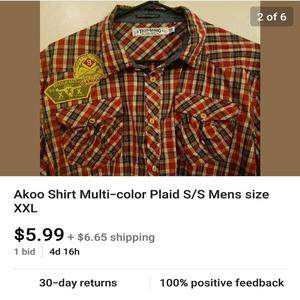 2 of 6
Akoo Shirt Multi-color Plaid S/S Mens size
XXL
$5.99 + $6.65 shipping
1 bid | 4d 16h
30-day returns
100% positive feedback